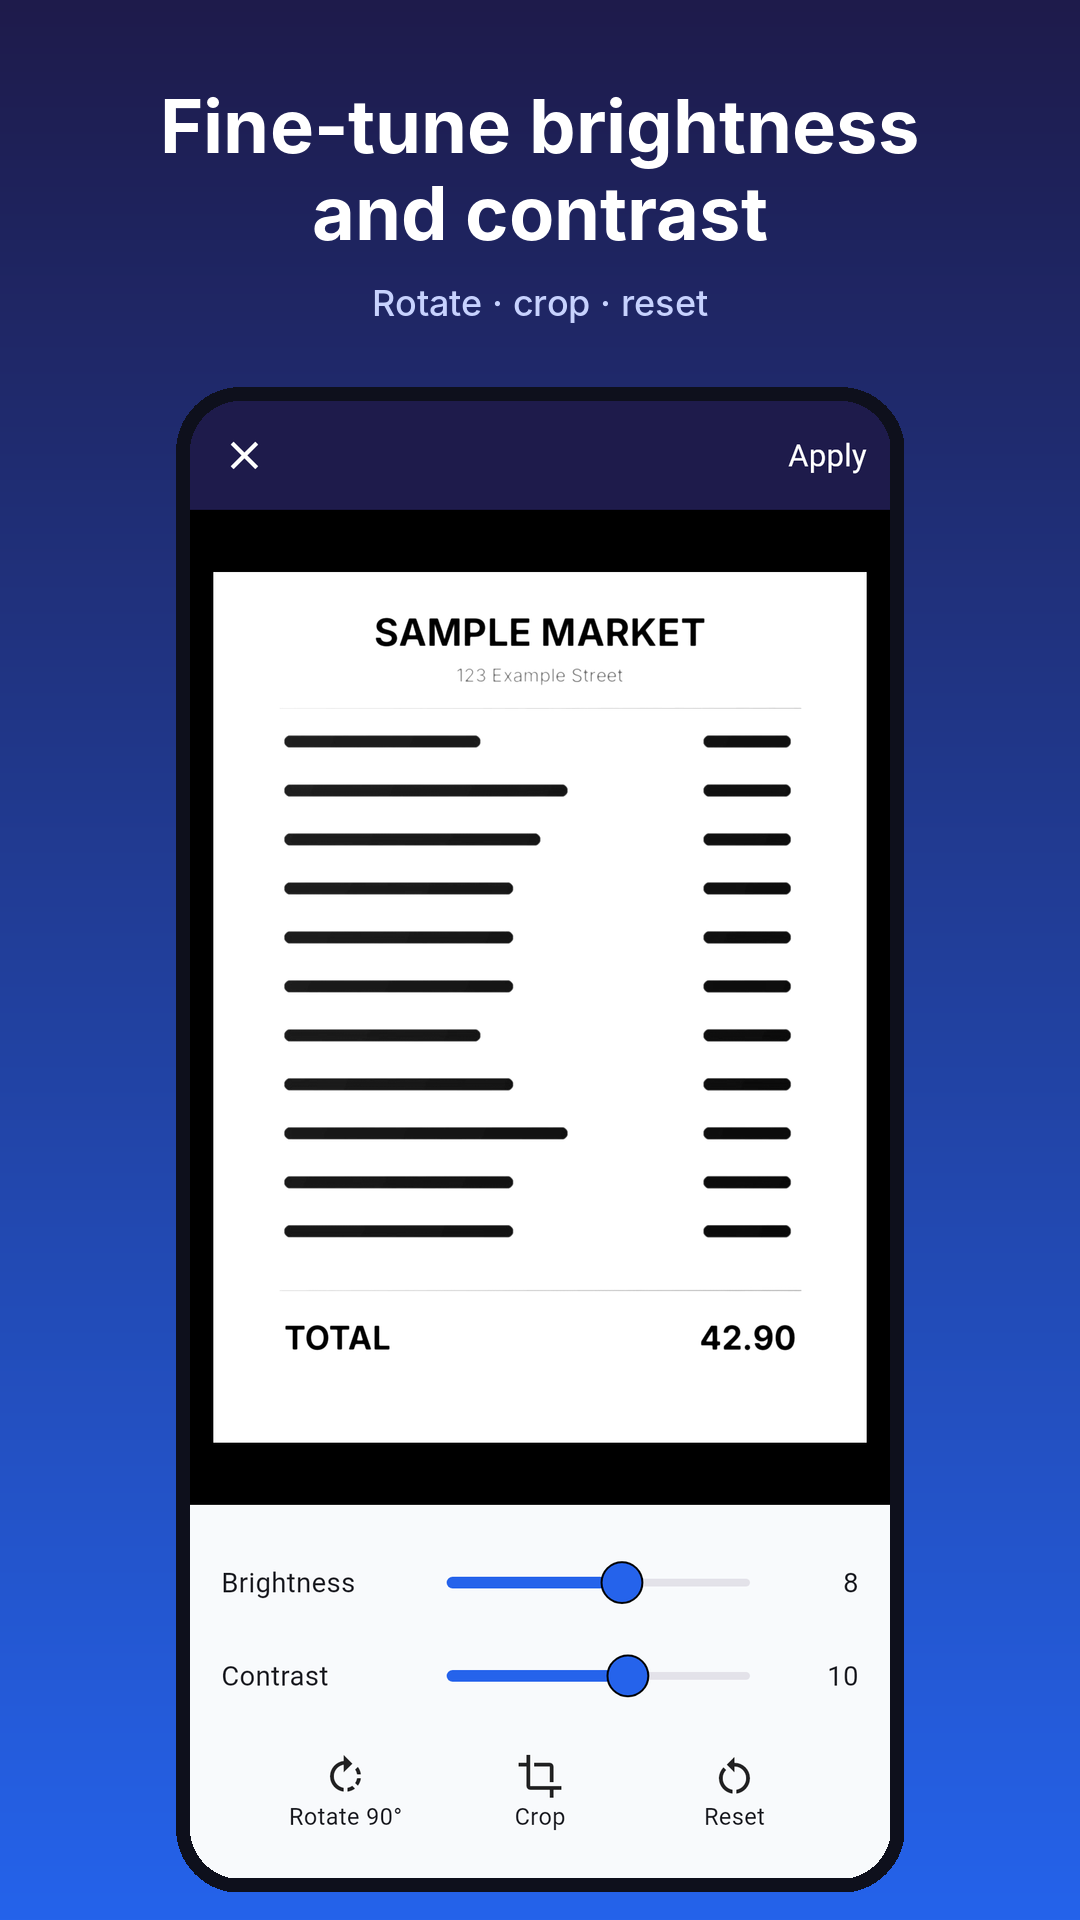 Fine-tune brightness
and contrast
Rotate · crop · reset
Apply
SAMPLE MARKET
123 Example Street
TOTAL 42.90
Brightness 8
Contrast 10
Rotate 90° Crop Reset